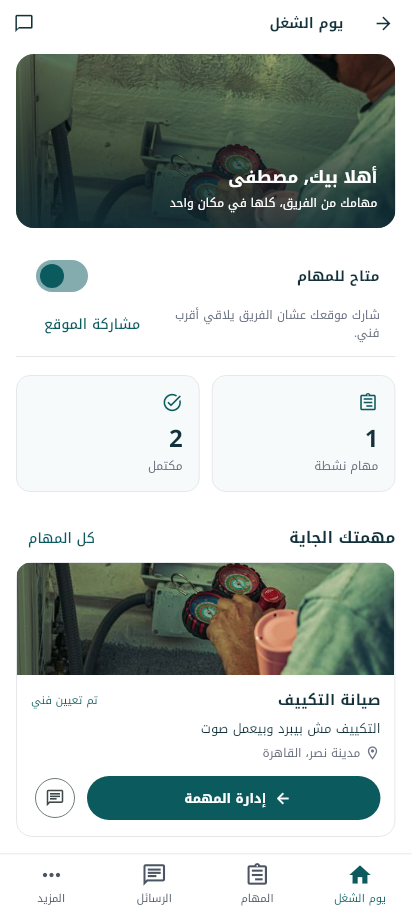 يوم الشغل
أهلا بيك, مصطفى
مهامك من الفريق، كلها في مكان واحد
متاح للمهام
شارك موقعك عشان الفريق يلاقي أقرب
فني.
مشاركة الموقع
1
مهام نشطة
2
مكتمل
مهمتك الجاية
كل المهام
صيانة التكييف
تم تعيين فني
التكييف مش بيبرد وبيعمل صوت
مدينة نصر، القاهرة
إدارة المهمة
يوم الشغل
المهام
الرسائل
المزيد